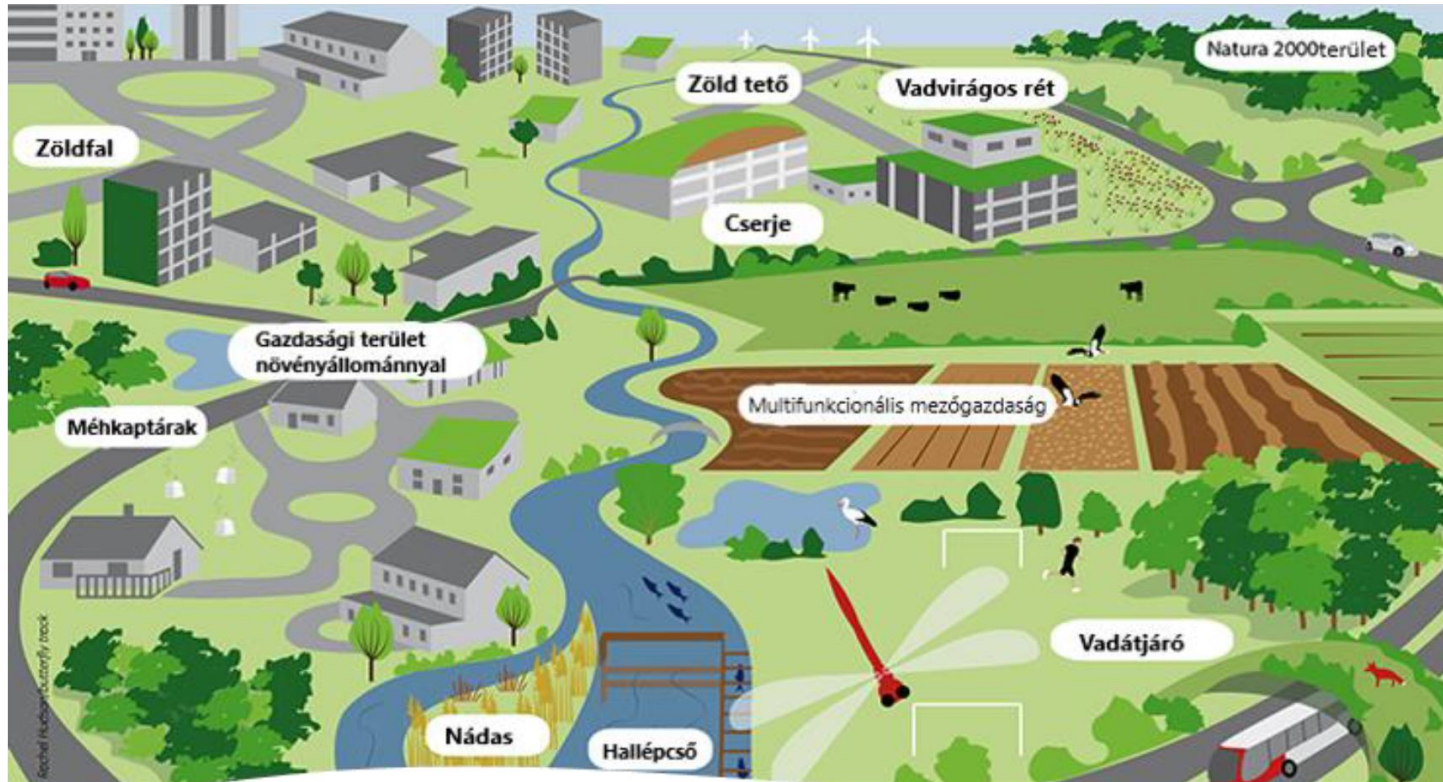 Natura 2000terület
Zöld tető
Vadvirágos rét
Zöldfal
Cserje
Gazdasági terület
növényállománnyal
Multifunkcionális mezőgazdaság
Méhkaptárak
Vadátjáró
Nádas
Hallépcső